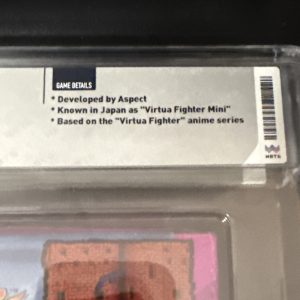 GAME DETAILS
* Developed by Aspect
* Known in Japan as "Virtua Fighter Mini"
* Based on the "Virtua Fighter" anime series
WATA